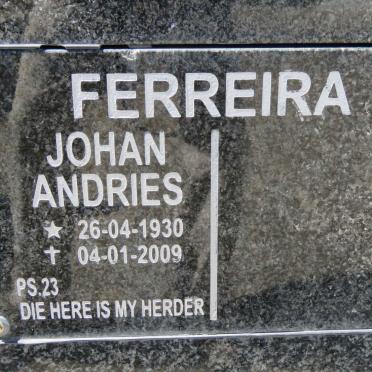 FERREIRA
JOHAN
ANDRIES
★ 26-04-1930
✝ 04-01-2009
PS.23
DIE HERE IS MY HERDER